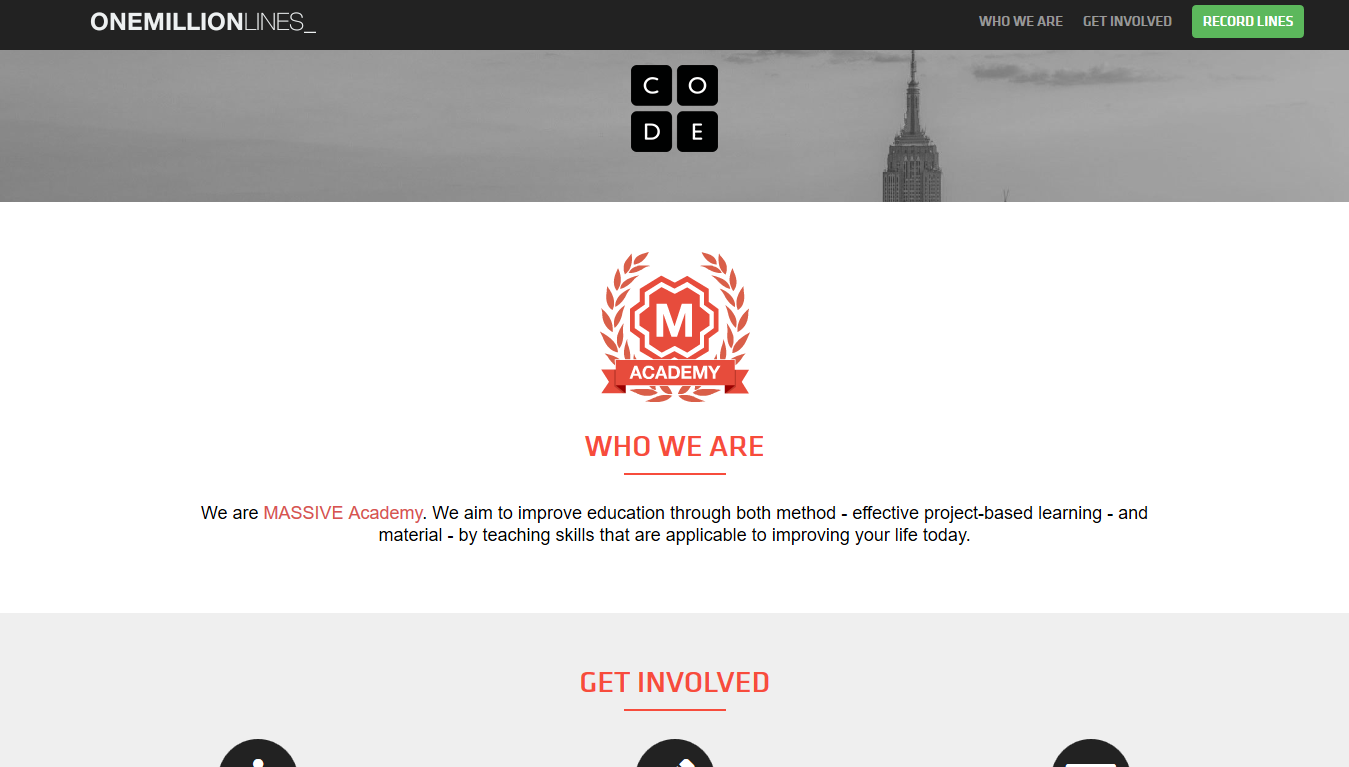 ONEMILLIONLINES_
WHO WE ARE
GET INVOLVED
RECORD LINES
C O
D E
M
ACADEMY
WHO WE ARE
We are MASSIVE Academy. We aim to improve education through both method - effective project-based learning - and
material - by teaching skills that are applicable to improving your life today.
GET INVOLVED